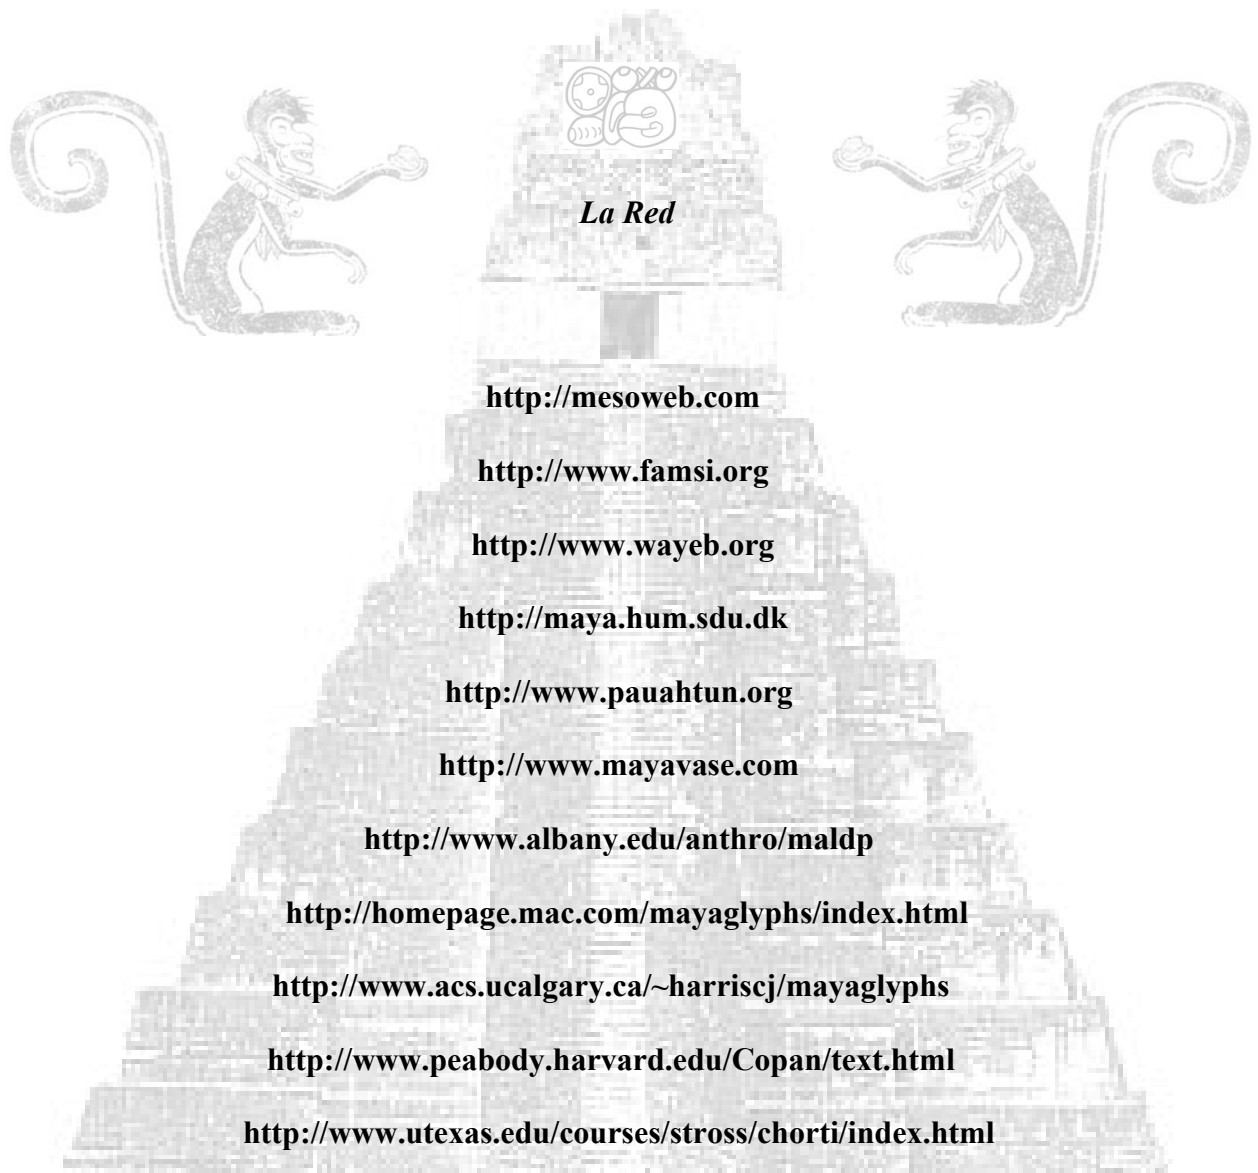 La Red
http://mesoweb.com
http://www.famsi.org
http://www.wayeb.org
http://maya.hum.sdu.dk
http://www.pauahtun.org
http://www.mayavase.com
http://www.albany.edu/anthro/maldp
http://homepage.mac.com/mayaglyphs/index.html
http://www.acs.ucalgary.ca/~harriscj/mayaglyphs
http://www.peabody.harvard.edu/Copan/text.html
http://www.utexas.edu/courses/stross/chorti/index.html